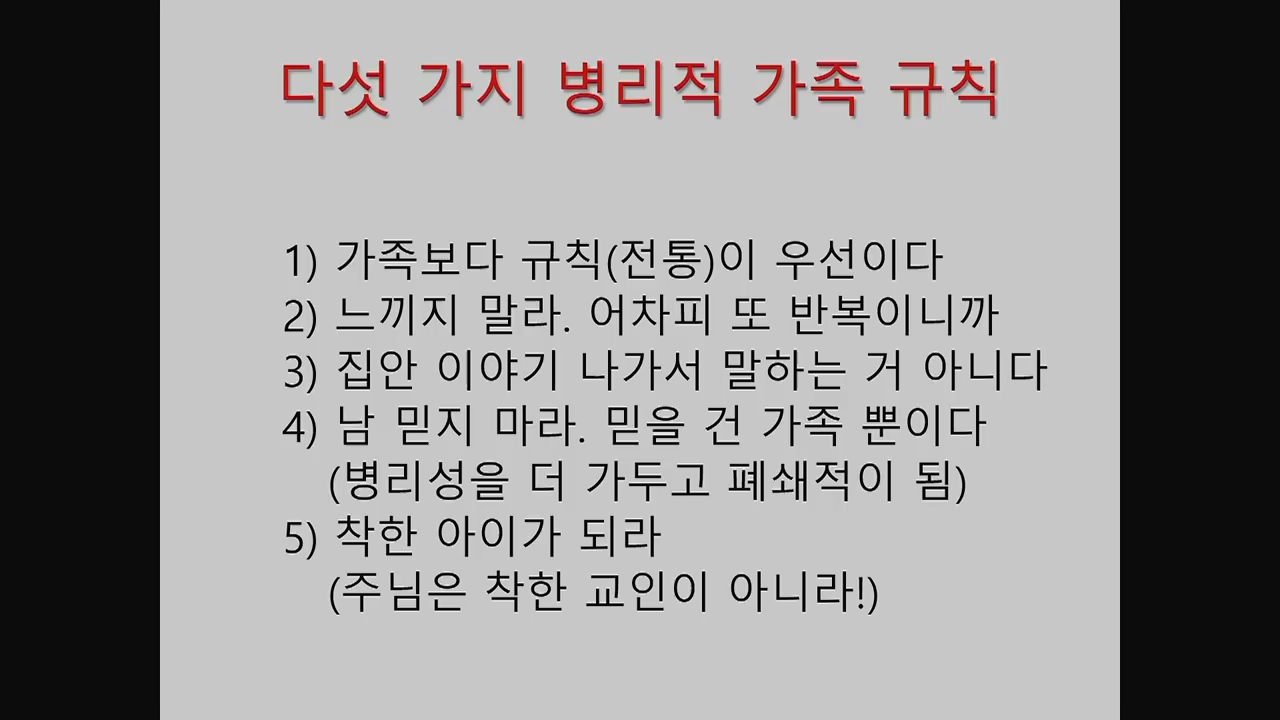 다섯 가지 병리적 가족 규칙
1) 가족보다 규칙(전통)이 우선이다
2) 느끼지 말라. 어차피 또 반복이니까
3) 집안 이야기 나가서 말하는 거 아니다
4) 남 믿지 마라. 믿을 건 가족 뿐이다
(병리성을 더 가두고 폐쇄적이 됨)
5) 착한 아이가 되라
(주님은 착한 교인이 아니라!)